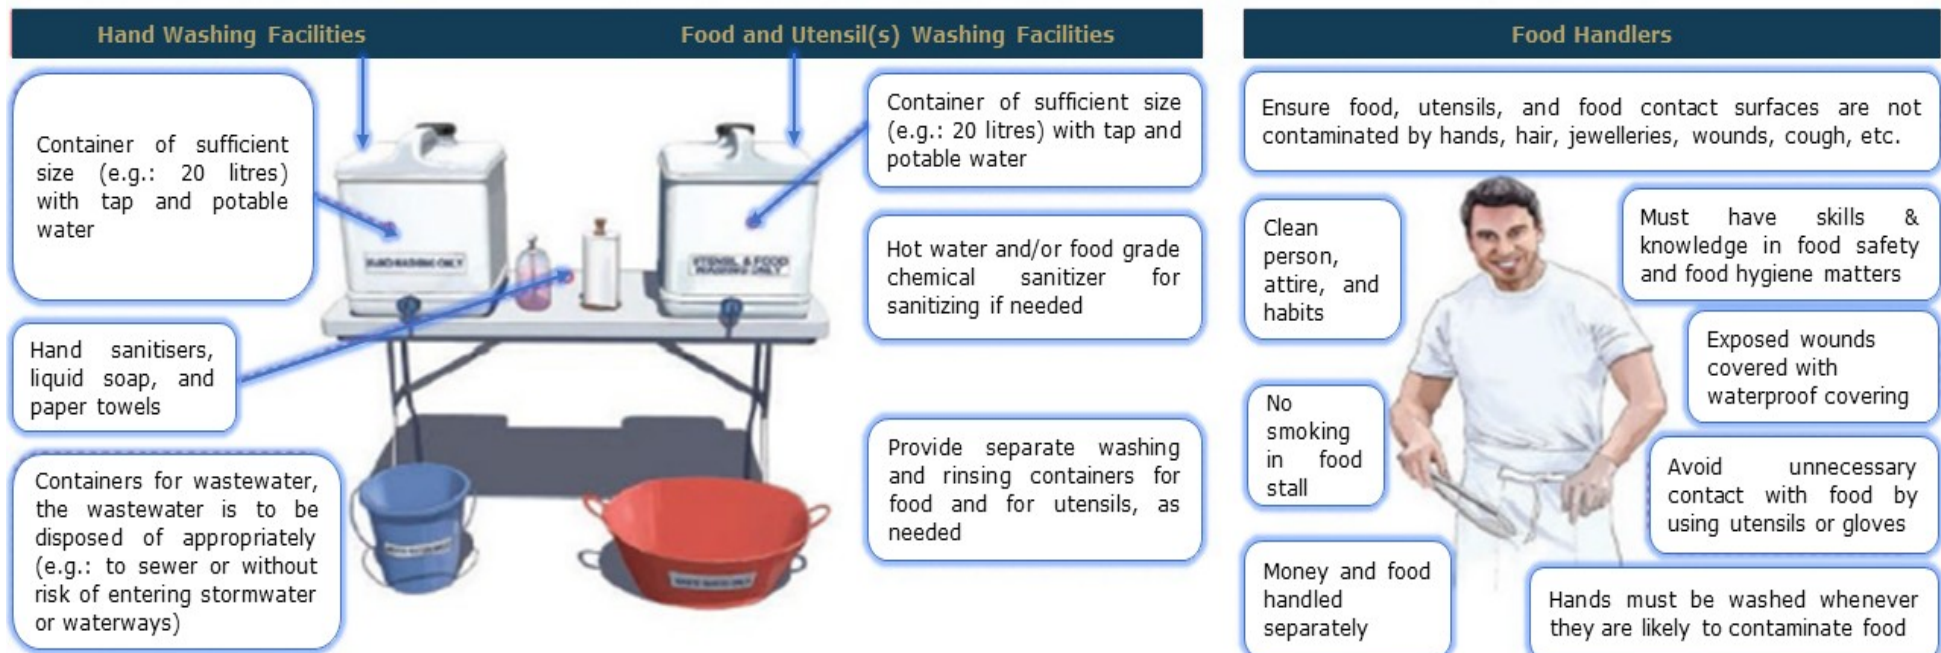 Hand Washing Facilities
Food and Utensil(s) Washing Facilities
Container of sufficient
size (e.g.: 20 litres)
with tap and potable
water
Hand sanitisers,
liquid soap, and
paper towels
Containers for wastewater,
the wastewater is to be
disposed of appropriately
(e.g.: to sewer or without
risk of entering stormwater
or waterways)
HAND WASHING ONLY
UTENSIL & FOOD
WASHING ONLY
Container of sufficient size
(e.g.: 20 litres) with tap and
potable water
Hot water and/or food grade
chemical sanitizer for
sanitizing if needed
Provide separate washing
and rinsing containers for
food and for utensils, as
needed
Food Handlers
Ensure food, utensils, and food contact surfaces are not
contaminated by hands, hair, jewelleries, wounds, cough, etc.
Clean
person,
attire, and
habits
No
smoking
in food
stall
Money and food
handled
separately
Must have skills &
knowledge in food safety
and food hygiene matters
Exposed wounds
covered with
waterproof covering
Avoid unnecessary
contact with food by
using utensils or gloves
Hands must be washed whenever
they are likely to contaminate food